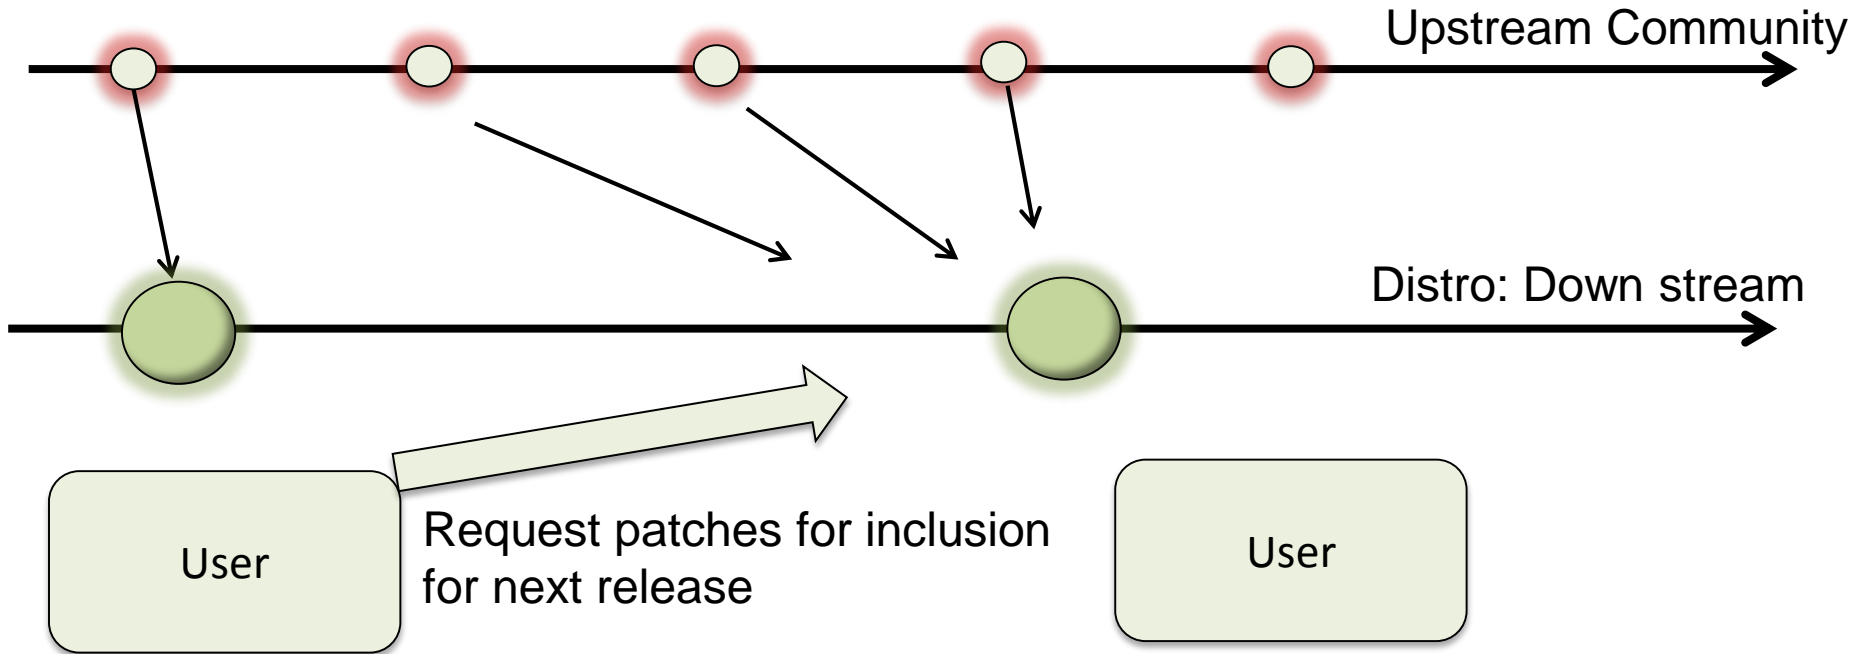 Upstream Community
Distro: Down stream
User
Request patches for inclusion
for next release
User